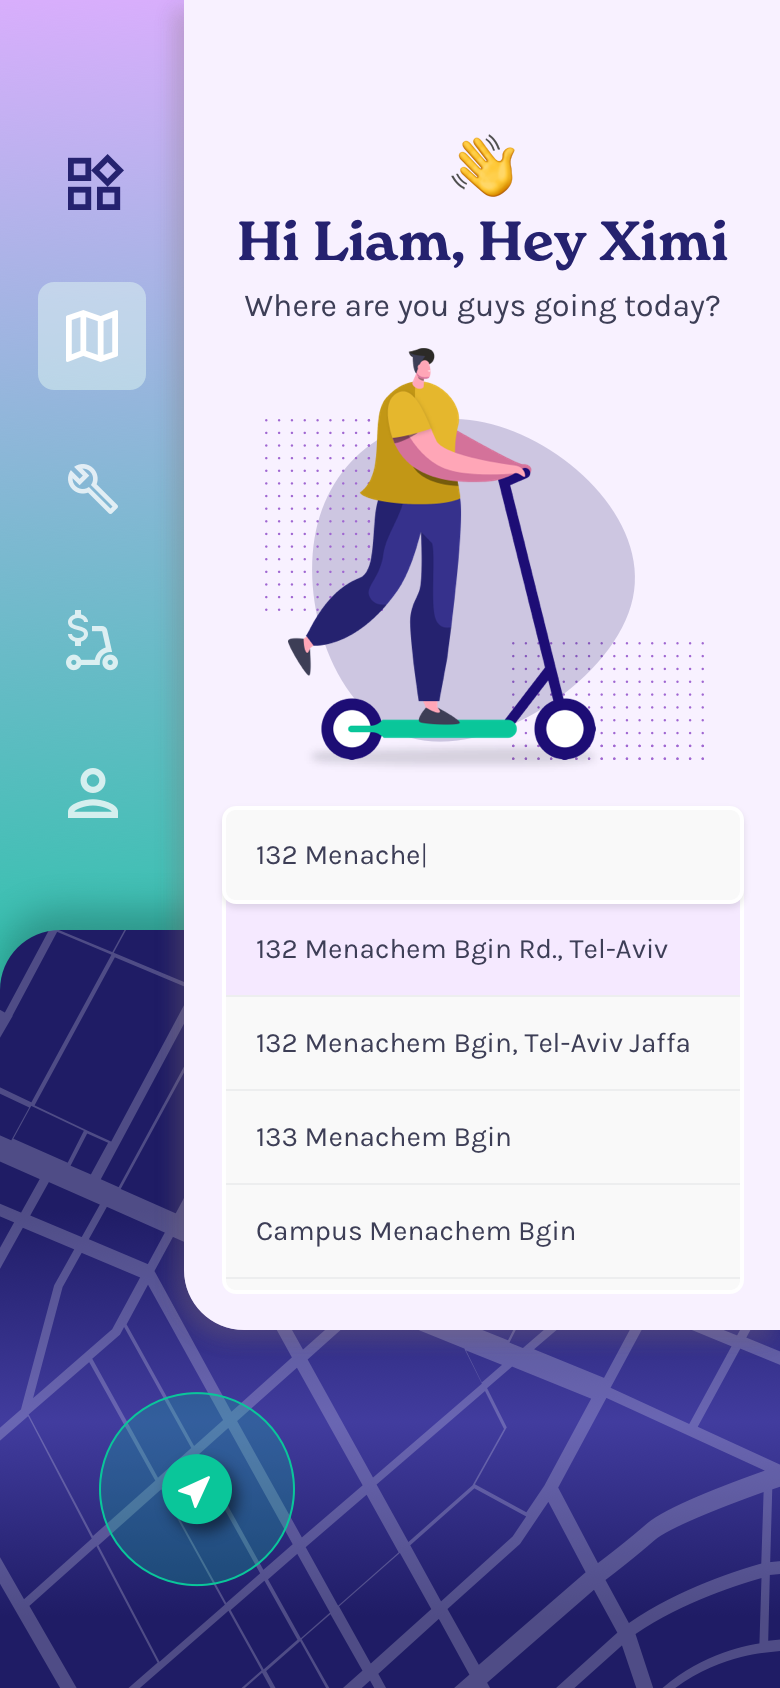 Hi Liam, Hey Ximi
Where are you guys going today?
132 Menache
132 Menachem Bgin Rd., Tel-Aviv
132 Menachem Bgin, Tel-Aviv Jaffa
133 Menachem Bgin
Campus Menachem Bgin